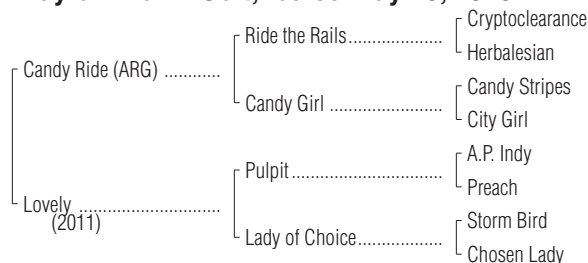 Cryptoclearance
Ride the Rails
Herbalesian
Candy Ride (ARG)
Candy Stripes
Candy Girl
City Girl
A.P. Indy
Pulpit
Preach
Lovely
(2011)
Storm Bird
Lady of Choice
Chosen Lady